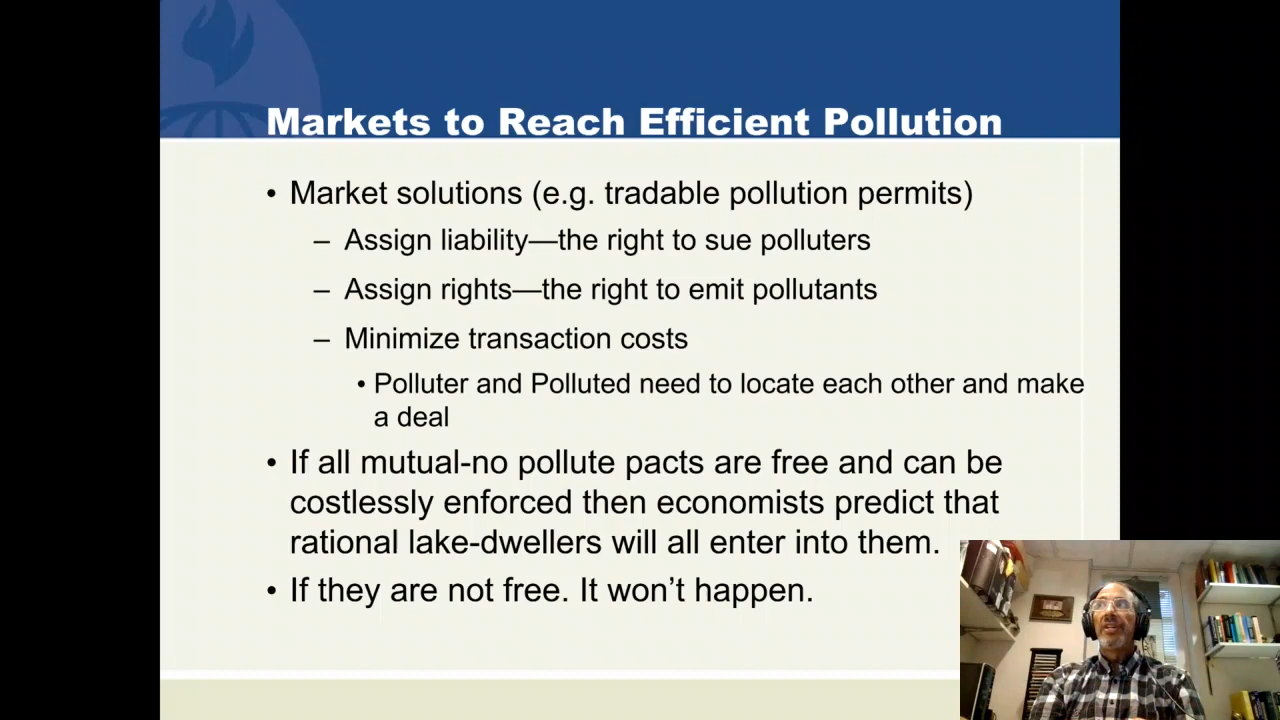 Markets to Reach Efficient Pollution
• Market solutions (e.g. tradable pollution permits)
– Assign liability—the right to sue polluters
– Assign rights—the right to emit pollutants
– Minimize transaction costs
• Polluter and Polluted need to locate each other and make
a deal
• If all mutual-no pollute pacts are free and can be
costlessly enforced then economists predict that
rational lake-dwellers will all enter into them.
• If they are not free. It won't happen.